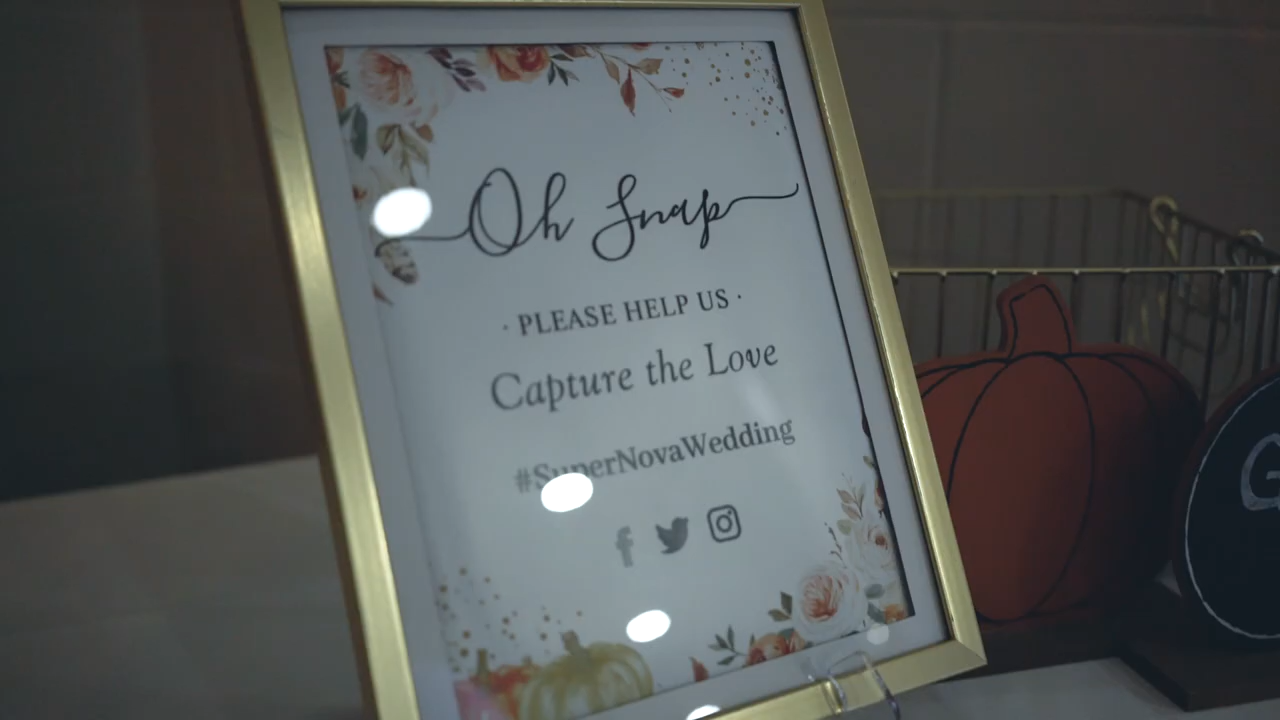 Oh Snap
· PLEASE HELP US ·
Capture the Love
#SuperNovaWedding